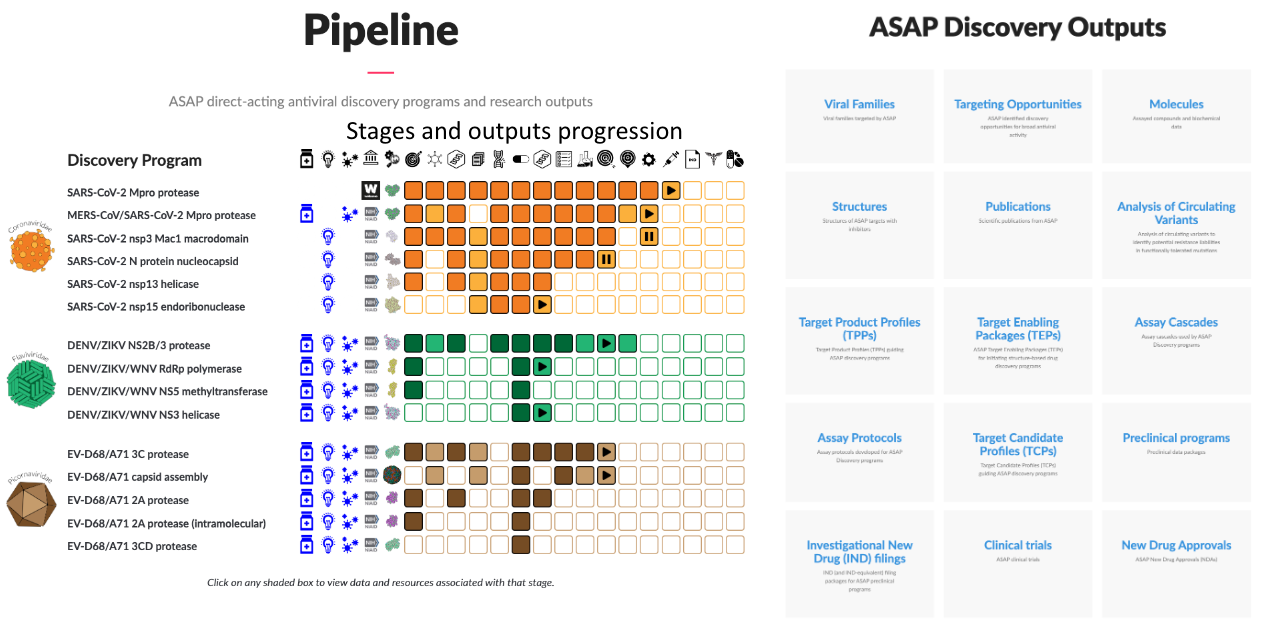 Pipeline
ASAP direct-acting antiviral discovery programs and research outputs
Stages and outputs progression
Discovery Program
Coronaviridae
SARS-CoV-2 Mpro protease
MERS-CoV/SARS-CoV-2 Mpro protease
SARS-CoV-2 nsp3 Mac1 macrodomain
SARS-CoV-2 N protein nucleocapsid
SARS-CoV-2 nsp13 helicase
SARS-CoV-2 nsp15 endoribonuclease
Flaviviridae
DENV/ZIKV NS2B/3 protease
DENV/ZIKV/WNV RdRp polymerase
DENV/ZIKV/WNV NS5 methyltransferase
DENV/ZIKV/WNV NS3 helicase
Picornaviridae
EV-D68/A71 3C protease
EV-D68/A71 capsid assembly
EV-D68/A71 2A protease
EV-D68/A71 2A protease (intramolecular)
EV-D68/A71 3CD protease
Click on any shaded box to view data and resources associated with that stage.
ASAP Discovery Outputs
Viral Families
Viral families targeted by ASAP
Targeting Opportunities
ASAP identified discovery
opportunities for broad antiviral
activity
Molecules
Assayed compounds and biochemical
data
Structures
Structures of ASAP targets with
inhibitors
Publications
Scientific publications from ASAP
Analysis of Circulating
Variants
Analysis of circulating variants to
identify potential resistance liabilities
in functionally tolerated mutations
Target Product Profiles
(TPPs)
Target Product Profiles (TPPs) guiding
ASAP discovery programs
Target Enabling
Packages (TEPs)
ASAP Target Enabling Packages (TEPs)
for initiating structure-based drug
discovery programs
Assay Cascades
Assay cascades used by ASAP
Discovery programs
Assay Protocols
Assay protocols developed for ASAP
Discovery programs
Target Candidate
Profiles (TCPs)
Target Candidate Profiles (TCPs)
guiding ASAP discovery programs
Preclinical programs
Preclinical data packages
Investigational New
Drug (IND) filings
IND (and IND-equivalent) filing
packages for ASAP preclinical
programs
Clinical trials
ASAP clinical trials
New Drug Approvals
ASAP New Drug Approvals (NDAs)